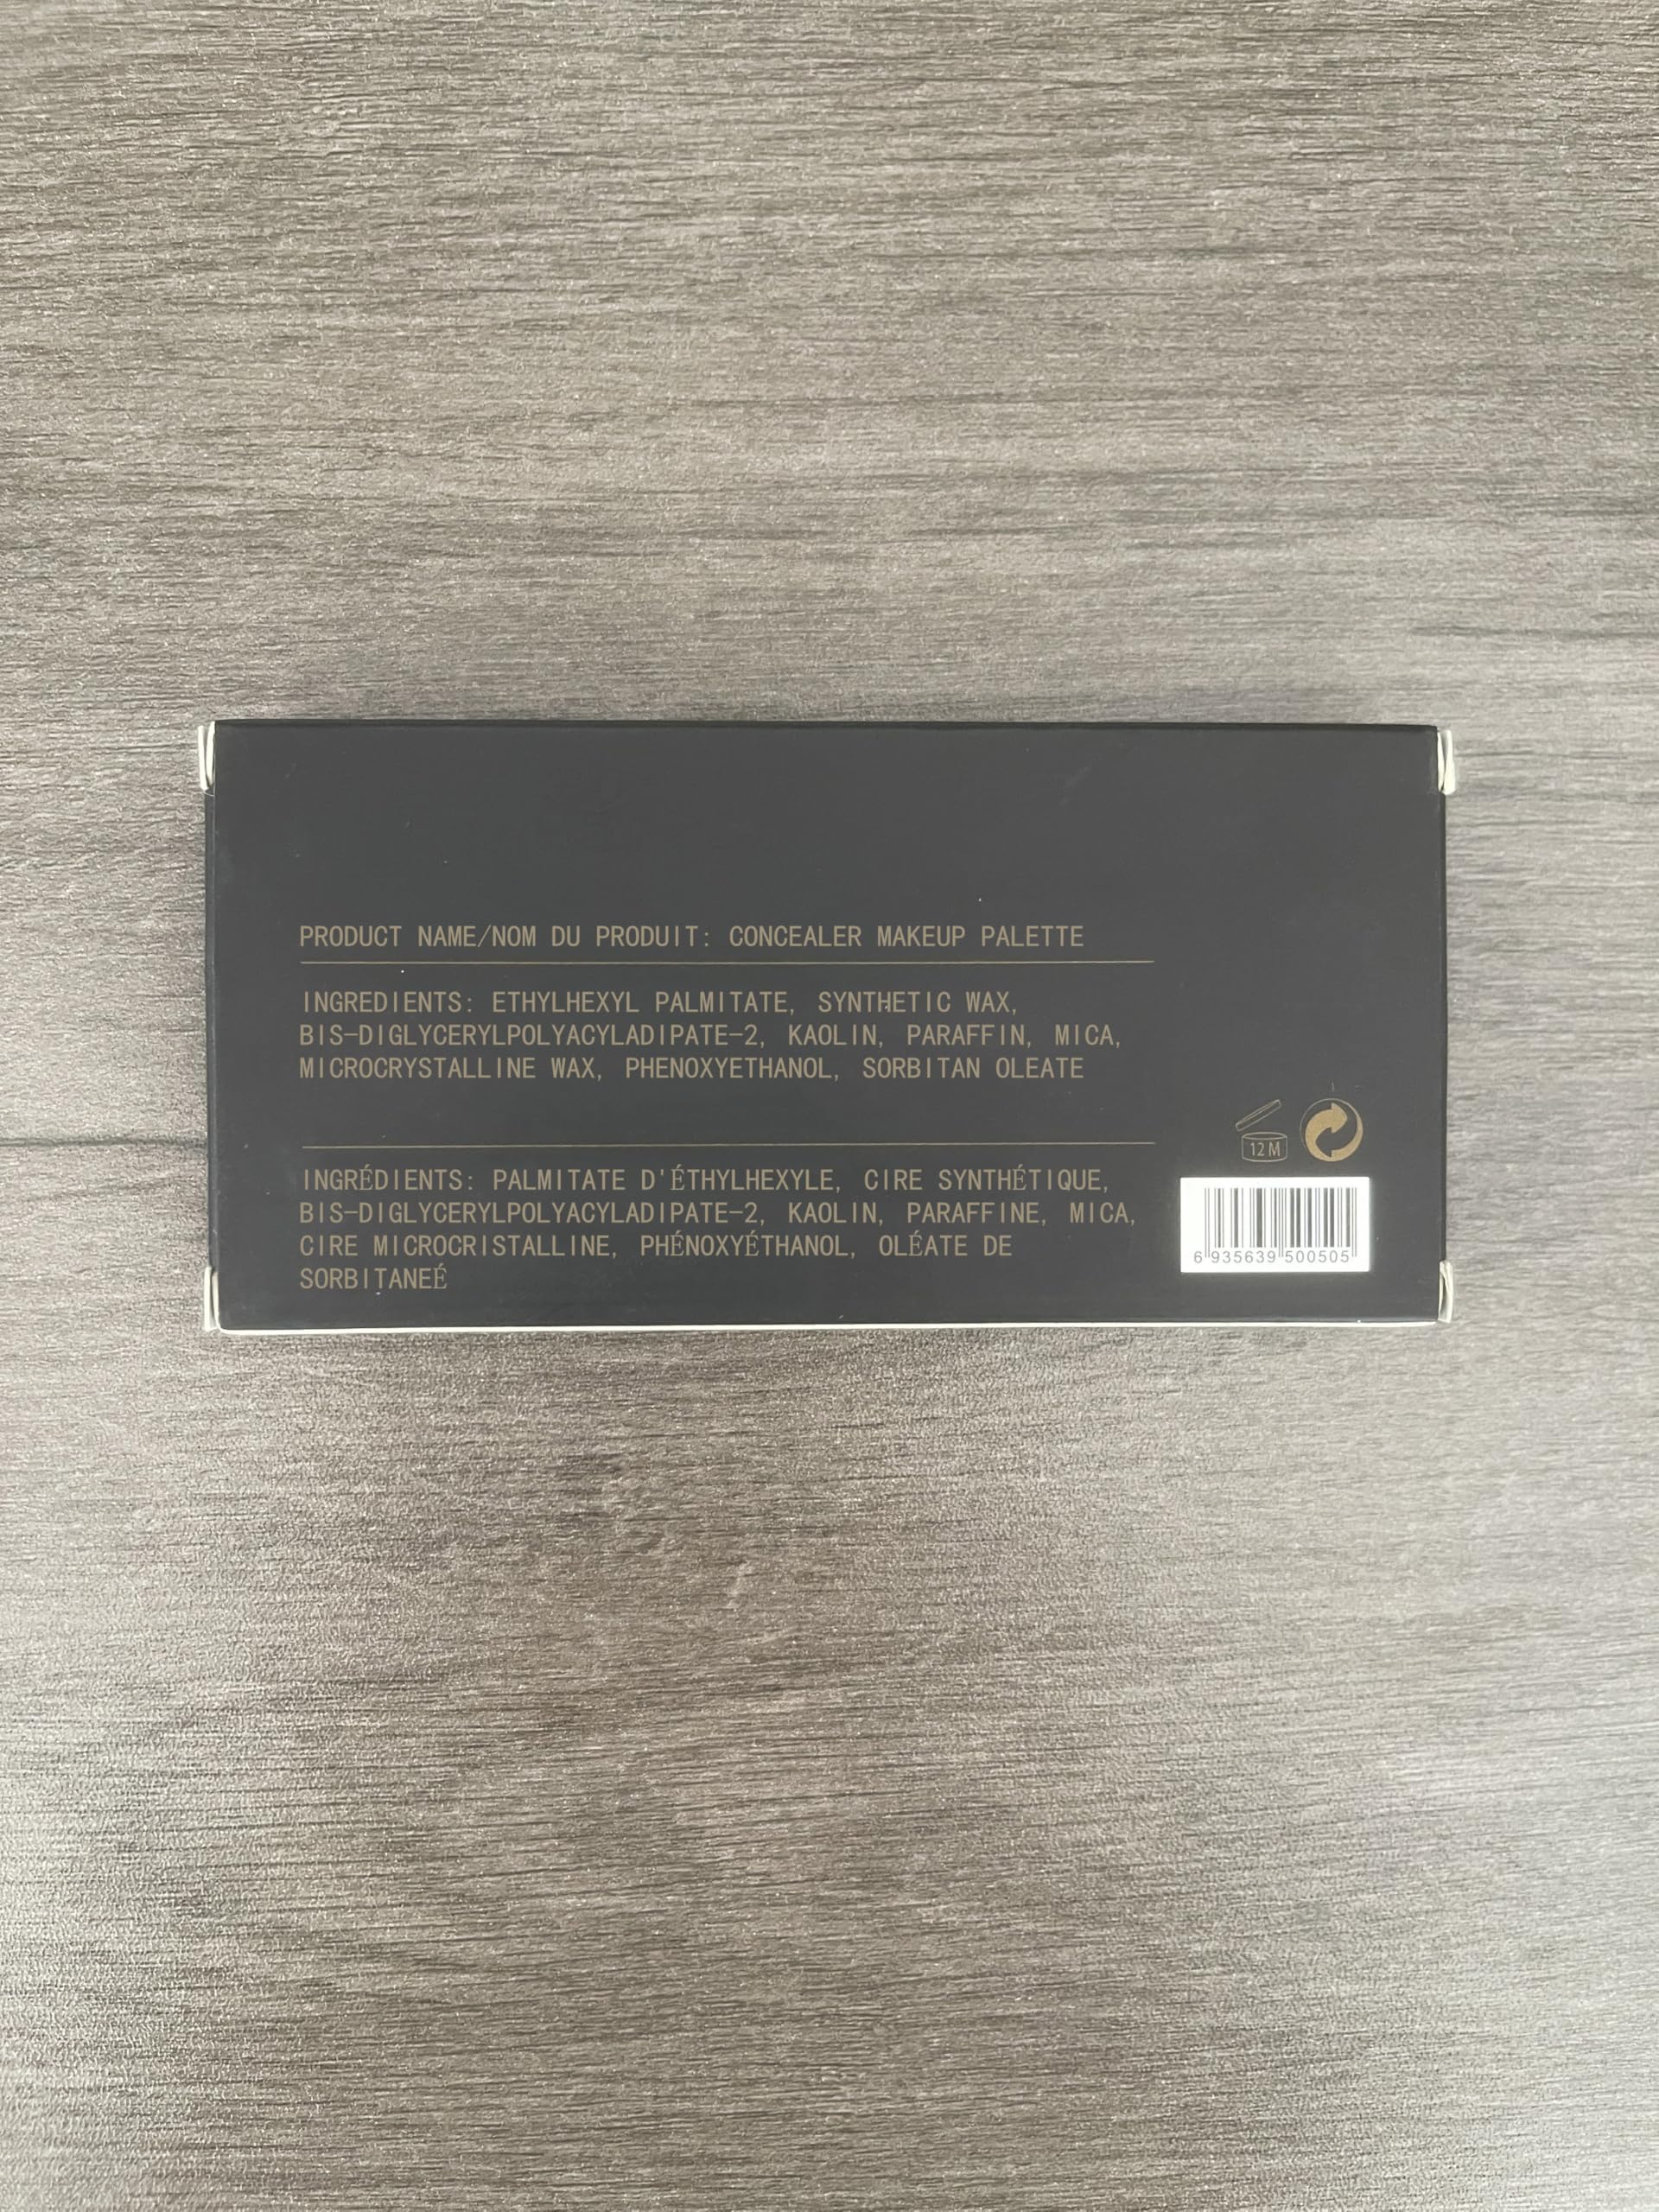 PRODUCT NAME/NOM DU PRODUIT: CONCEALER MAKEUP PALETTE
INGREDIENTS: ETHYLHEXYL PALMITATE, SYNTHETIC WAX,
BIS-DIGLYCERYLPOLYACYLADIPATE-2, KAOLIN, PARAFFIN, MICA,
MICROCRYSTALLINE WAX, PHENOXYETHANOL, SORBITAN OLEATE
INGRÉDIENTS: PALMITATE D'ÉTHYLHEXYLE, CIRE SYNTHÉTIQUE,
BIS-DIGLYCERYLPOLYACYLADIPATE-2, KAOLIN, PARAFFINE, MICA,
CIRE MICROCRISTALLINE, PHÉNOXYÉTHANOL, OLÉATE DE
SORBITANEÉ
12M
6 935639 500505